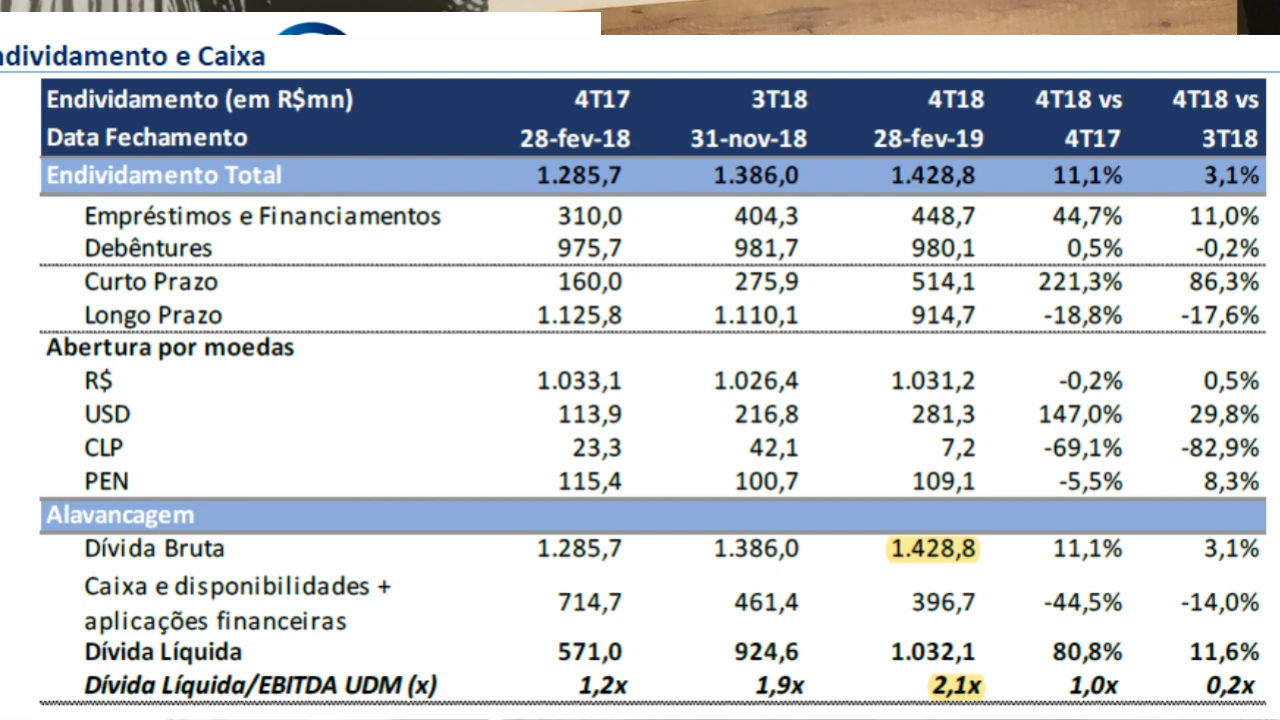 ndividamento e Caixa
Endividamento (em R$mn) 4T17 3T18 4T18 4T18 vs 4T18 vs
Data Fechamento 28-fev-18 31-nov-18 28-fev-19 4T17 3T18
Endividamento Total 1.285,7 1.386,0 1.428,8 11,1% 3,1%
Empréstimos e Financiamentos 310,0 404,3 448,7 44,7% 11,0%
Debêntures 975,7 981,7 980,1 0,5% -0,2%
Curto Prazo 160,0 275,9 514,1 221,3% 86,3%
Longo Prazo 1.125,8 1.110,1 914,7 -18,8% -17,6%
Abertura por moedas
R$ 1.033,1 1.026,4 1.031,2 -0,2% 0,5%
USD 113,9 216,8 281,3 147,0% 29,8%
CLP 23,3 42,1 7,2 -69,1% -82,9%
PEN 115,4 100,7 109,1 -5,5% 8,3%
Alavancagem
Dívida Bruta 1.285,7 1.386,0 1.428,8 11,1% 3,1%
Caixa e disponibilidades +
aplicações financeiras 714,7 461,4 396,7 -44,5% -14,0%
Dívida Líquida 571,0 924,6 1.032,1 80,8% 11,6%
Dívida Líquida/EBITDA UDM (x) 1,2x 1,9x 2,1x 1,0x 0,2x